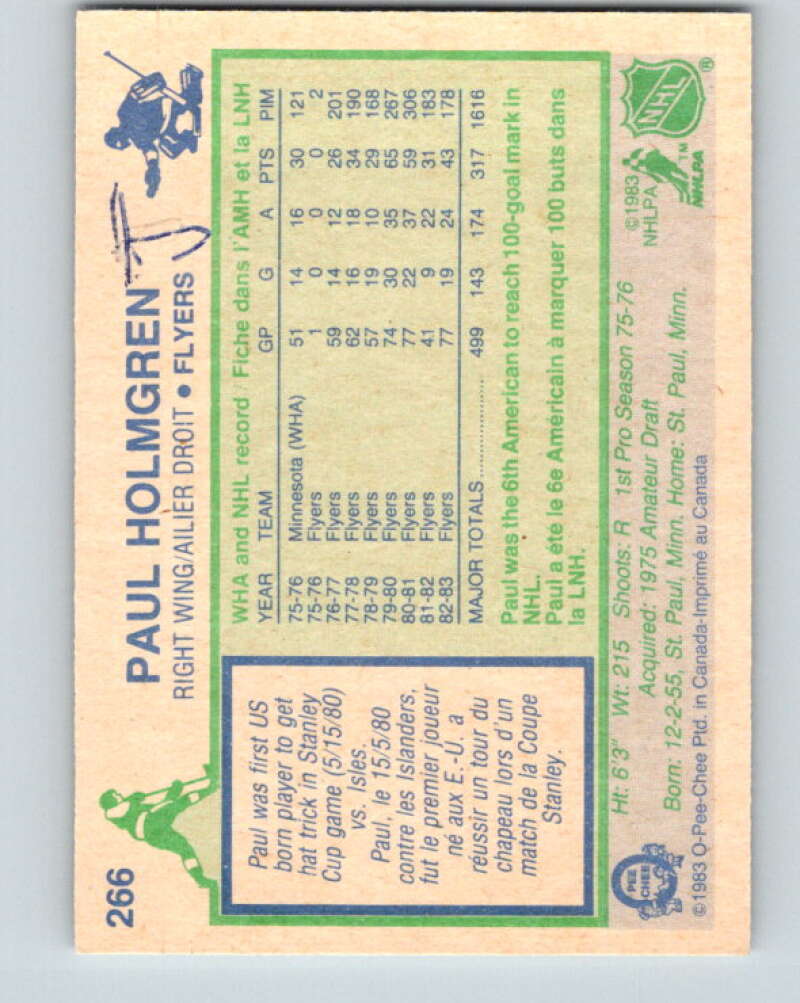 266
PAUL HOLMGREN
RIGHT WING/AILIER DROIT • FLYERS
Paul was first US
born player to get
hat trick in Stanley
Cup game (5/15/80)
vs. Isles.
Paul, le 15/5/80
contre les Islanders,
fut le premier joueur
né aux E.-U. a
réussir un tour du
chapeau lors d'un
match de la Coupe
Stanley.
WHA and NHL record / Fiche dans l'AMH et la LNH
YEAR TEAM GP G A PTS PIM
75-76 Minnesota (WHA) 51 14 16 30 121
75-76 Flyers 1 0 0 0 2
76-77 Flyers 59 14 12 26 201
77-78 Flyers 62 16 18 34 190
78-79 Flyers 57 19 10 29 168
79-80 Flyers 74 30 35 65 267
80-81 Flyers 77 22 37 59 306
81-82 Flyers 41 9 22 31 183
82-83 Flyers 77 19 24 43 178
MAJOR TOTALS 499 143 174 317 1616
Paul was the 6th American to reach 100-goal mark in
NHL.
Paul a été le 6e Américain à marquer 100 buts dans
la LNH.
Ht: 6'3" Wt: 215 Shoots: R 1st Pro Season 75-76
Acquired: 1975 Amateur Draft
Born: 12-2-55, St. Paul, Minn. Home: St. Paul, Minn.
©1983 O-Pee-Chee Ptd. in Canada-Imprimé au Canada
O
PEE
CHEE
©1983
NHLPA
NHLPA
TM
NHL
®